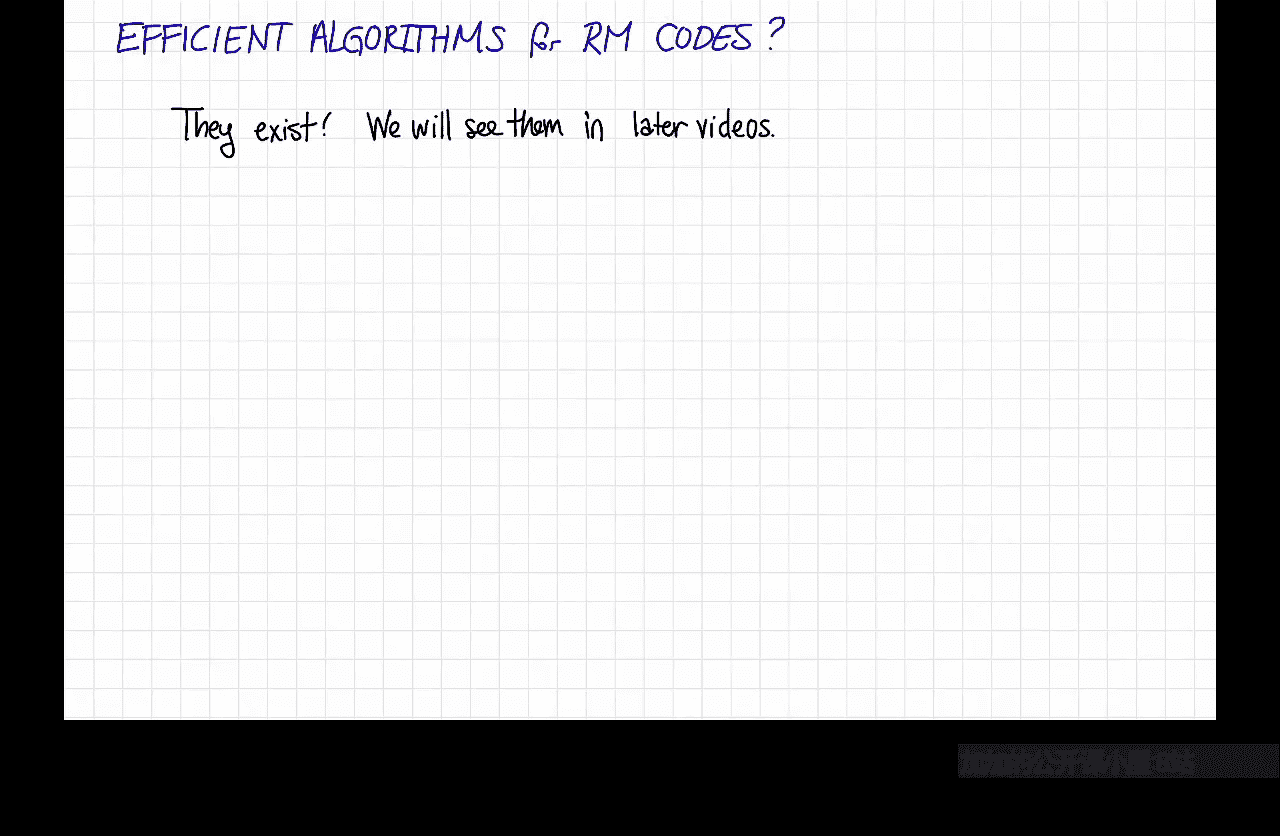 EFFICIENT ALGORITHMS for RM CODES?
They exist! We will see them in later videos.